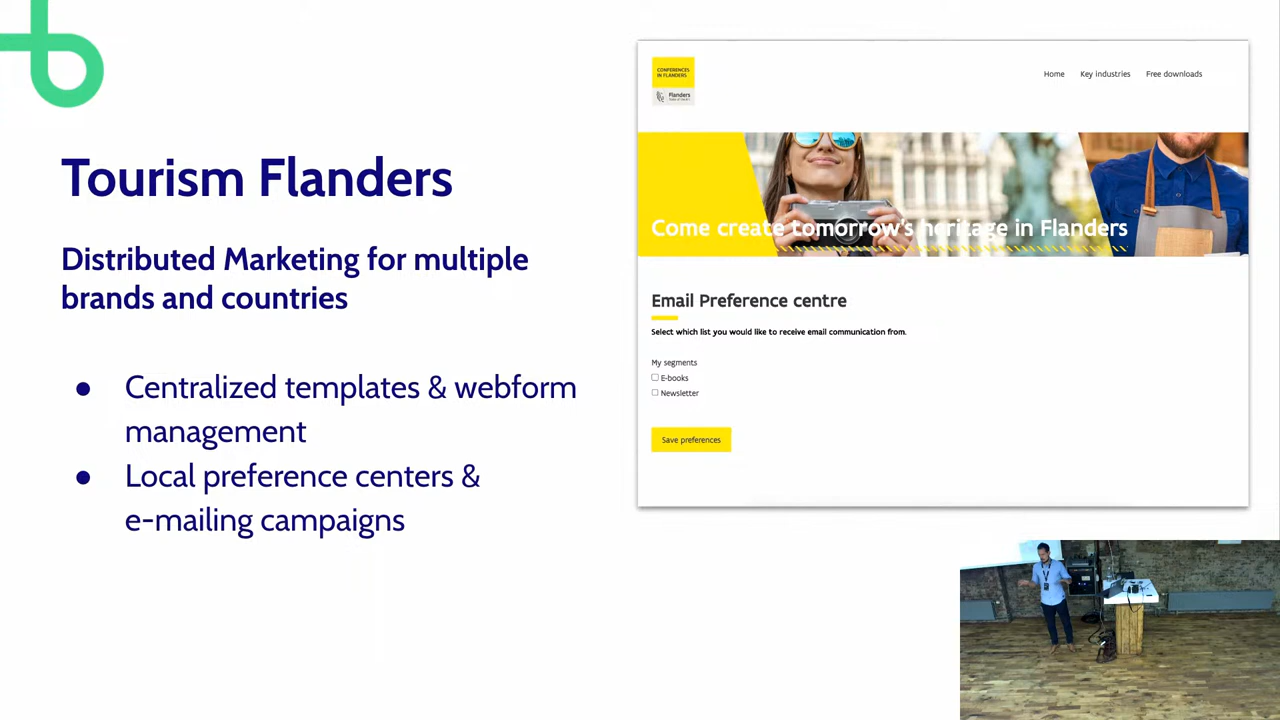 Tourism Flanders
Distributed Marketing for multiple
brands and countries
● Centralized templates & webform
management
● Local preference centers &
e-mailing campaigns
CONFERENCES
IN FLANDERS
Flanders
Home Key industries Free downloads
Come create tomorrow's heritage in Flanders
Email Preference centre
Select which list you would like to receive email communication from.
My segments
E-books
Newsletter
Save preferences